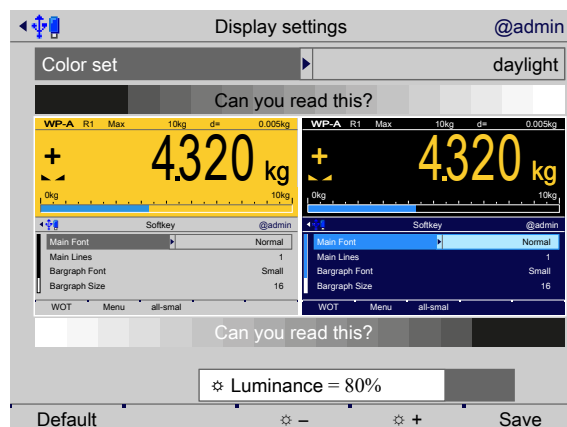 Display settings @admin
Color set daylight
Can you read this?
WP-A R1 Max 10kg d= 0.005kg WP-A R1 Max 10kg d= 0.005kg
+ 4.320 kg + 4.320 kg
0kg 10kg 0kg 10kg
Softkey @admin Softkey @admin
Main Font Normal Main Font Normal
Main Lines 1 Main Lines 1
Bargraph Font Small Bargraph Font Small
Bargraph Size 16 Bargraph Size 16
WOT Menu all-smal WOT Menu all-smal
Can you read this?
☼ Luminance = 80%
Default ☼ – ☼ + Save